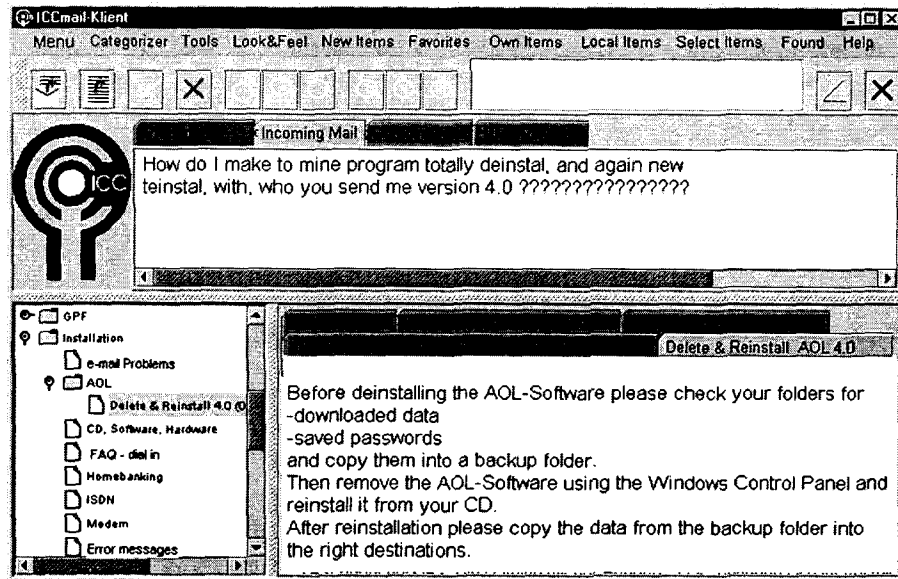 ICCmail-Klient
Menu Categorizer Tools Look&Feel New Items Favorites Own Items Local Items Select Items Found Help
Incoming Mail
ICC
How do I make to mine program totally deinstal, and again new
teinstal, with, who you send me version 4.0 ????????????????
GPF
Installation
e-mail Problems
AOL
Delete & Reinstall 4.0 (D
CD, Software, Hardware
FAQ - dial in
Homebanking
ISDN
Modem
Error messages
Delete & Reinstall AOL 4.0
Before deinstalling the AOL-Software please check your folders for
-downloaded data
-saved passwords
and copy them into a backup folder.
Then remove the AOL-Software using the Windows Control Panel and
reinstall it from your CD.
After reinstallation please copy the data from the backup folder into
the right destinations.